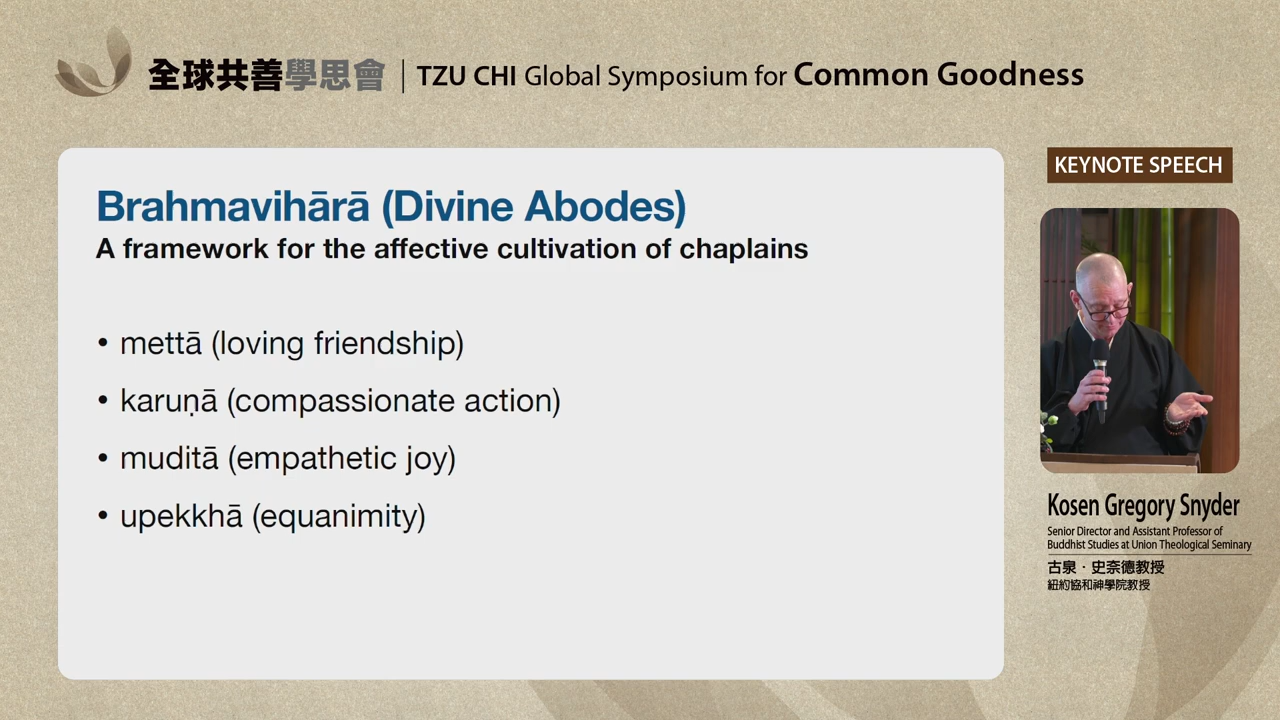 全球共善學思會 | TZU CHI Global Symposium for Common Goodness
Brahmavihārā (Divine Abodes)
A framework for the affective cultivation of chaplains
• mettā (loving friendship)
• karuṇā (compassionate action)
• muditā (empathetic joy)
• upekkhā (equanimity)
KEYNOTE SPEECH
Kosen Gregory Snyder
Senior Director and Assistant Professor of
Buddhist Studies at Union Theological Seminary
古泉・史奈德教授
紐約協和神學院教授